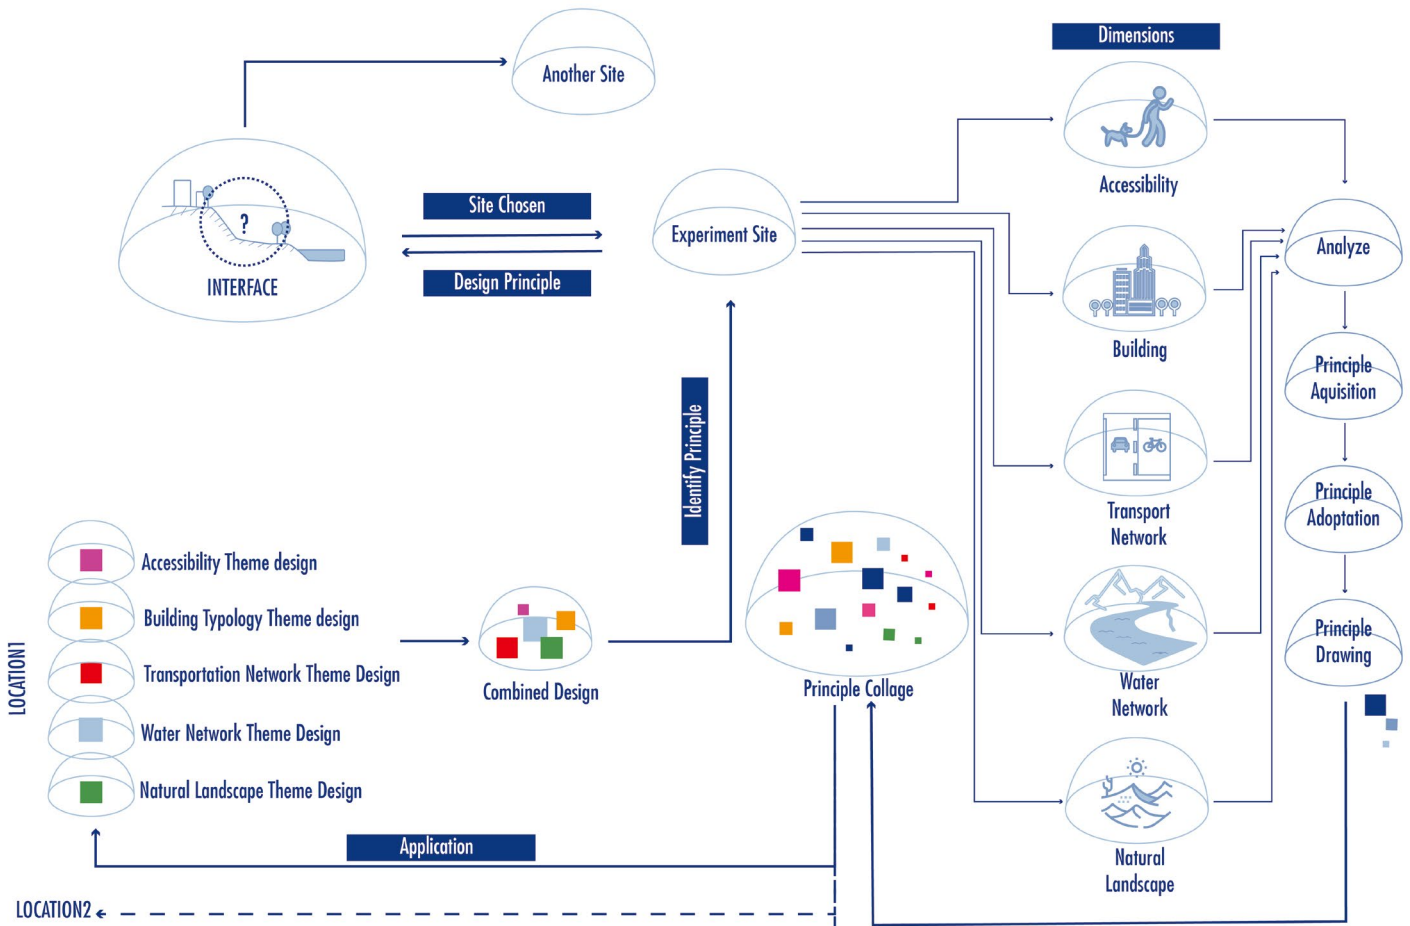 Dimensions
Another Site
Accessibility
Site Chosen
?
INTERFACE
Design Principle
Experiment Site
Analyze
Building
Principle
Aquisition
Identify Principle
Transport
Network
Principle
Adoptation
LOCATION1
Accessibility Theme design
Building Typology Theme design
Transportation Network Theme Design
Water Network Theme Design
Natural Landscape Theme Design
Combined Design
Principle Collage
Water
Network
Principle
Drawing
Application
Natural
Landscape
LOCATION2